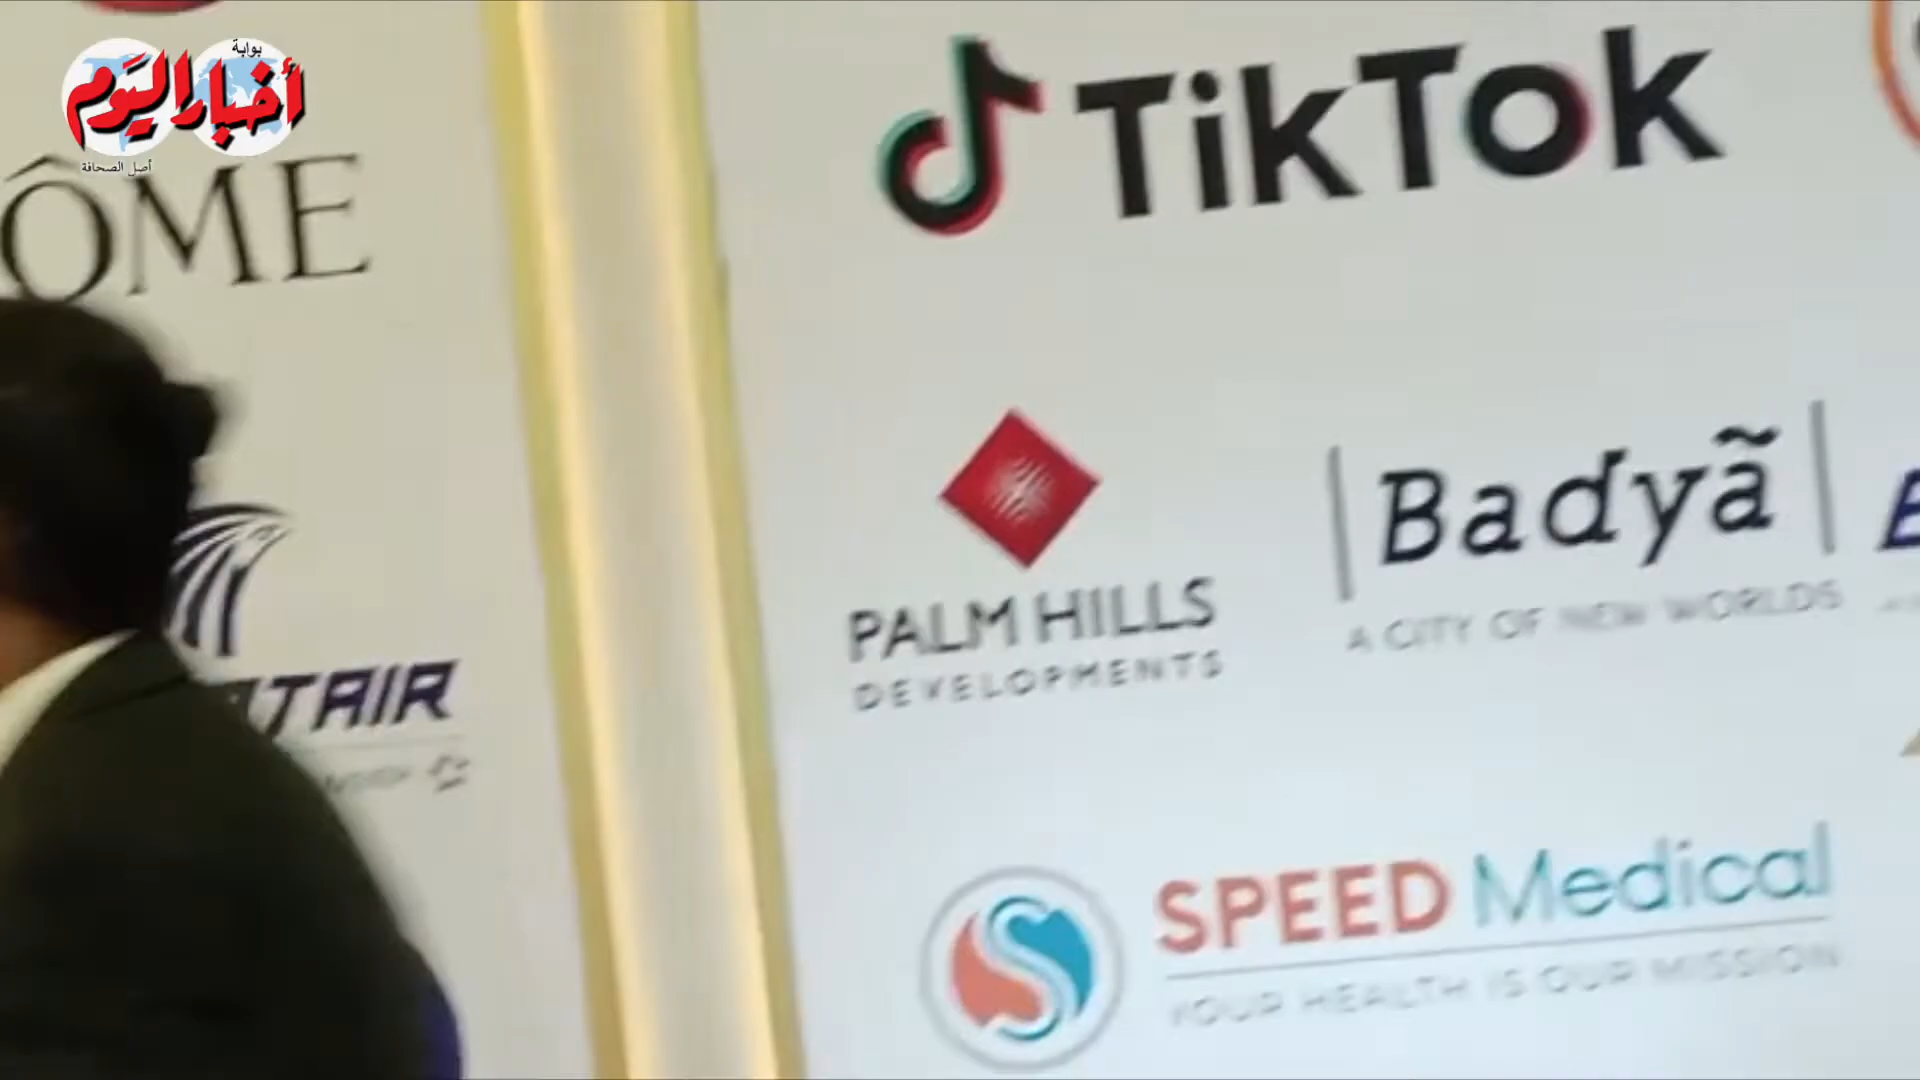 بوابة
أخبار اليوم
أصل الصحافة
ÔME
TikTok
PALM HILLS
DEVELOPMENTS
Badyã
A CITY OF NEW WORLDS
TAIR
SPEED Medical
YOUR HEALTH IS OUR MISSION